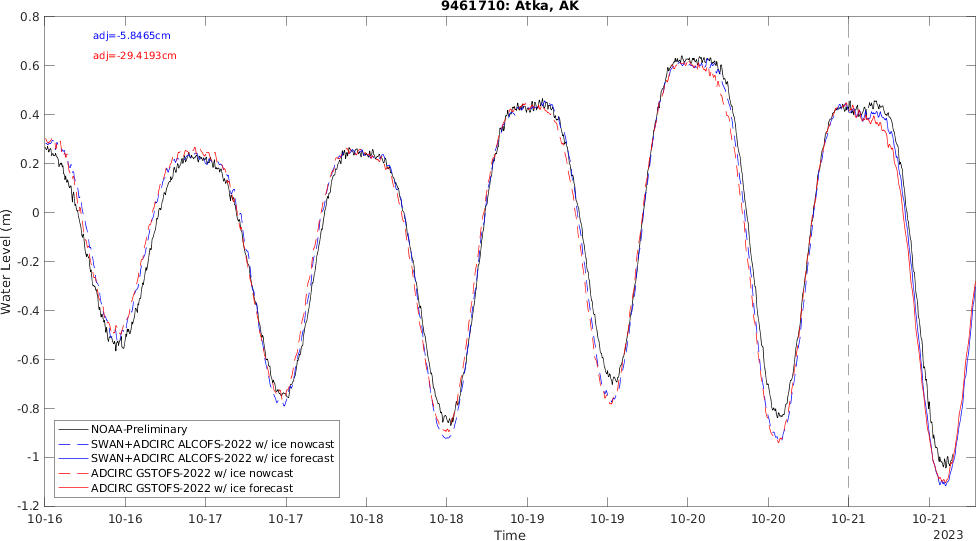 9461710: Atka, AK
adj=-5.8465cm
adj=-29.4193cm
0.8
0.6
0.4
0.2
0
-0.2
-0.4
-0.6
-0.8
-1
-1.2
Water Level (m)
NOAA-Preliminary
SWAN+ADCIRC ALCOFS-2022 w/ ice nowcast
SWAN+ADCIRC ALCOFS-2022 w/ ice forecast
ADCIRC GSTOFS-2022 w/ ice nowcast
ADCIRC GSTOFS-2022 w/ ice forecast
10-16 10-16 10-17 10-17 10-18 10-18 10-19 10-19 10-20 10-20 10-21 10-21
Time
2023